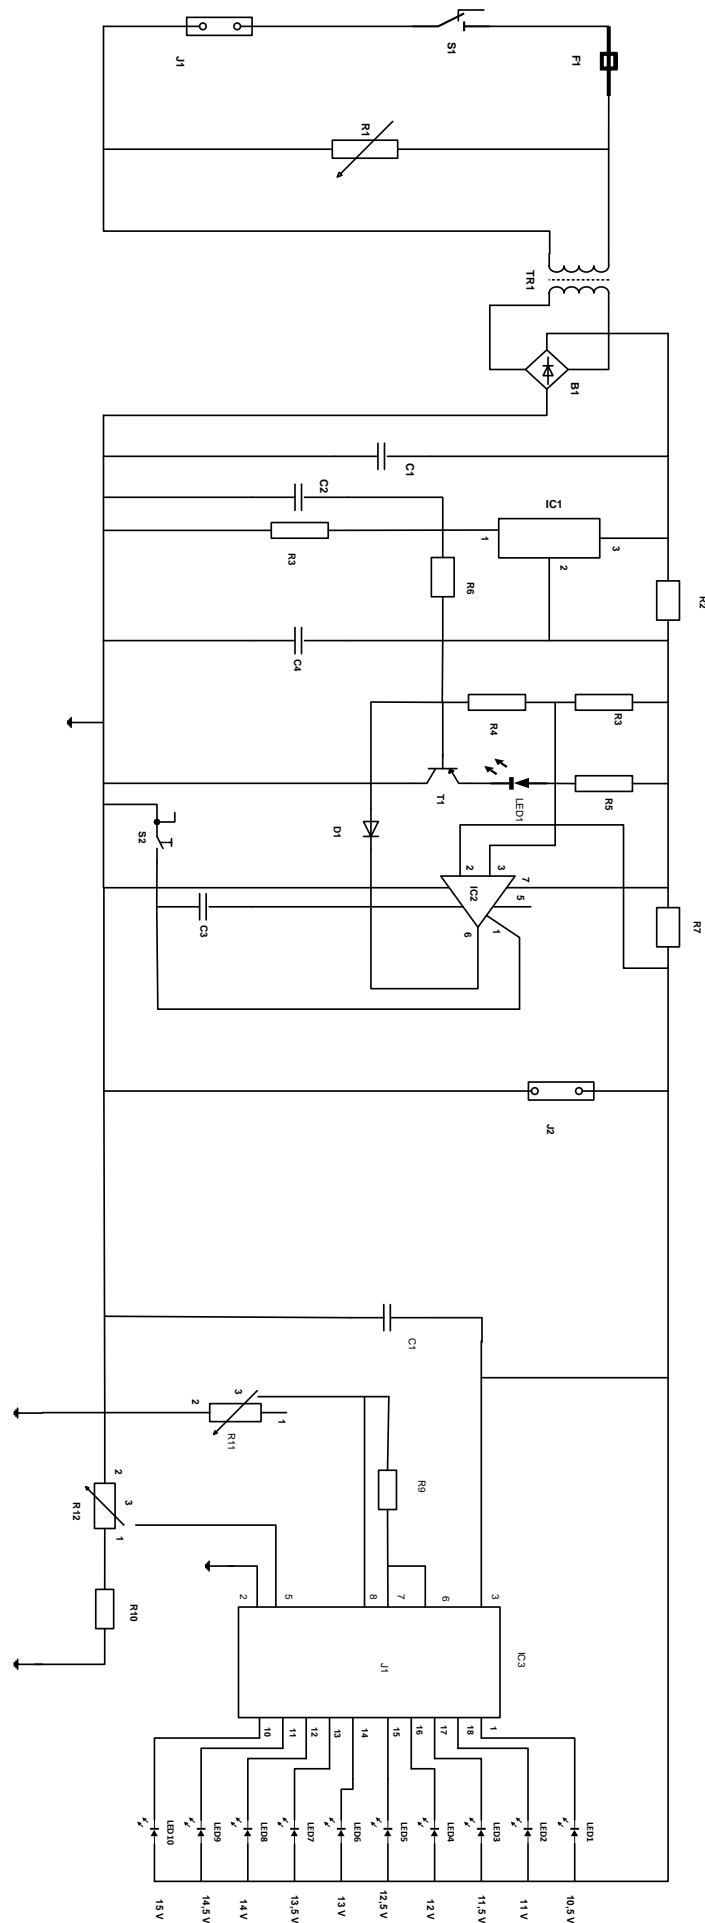 J1
S1
F1
R1
TR1
B1
C1
C2
IC1
R3
1
3
2
R6
R2
C4
R4
R3
T1
LED1
R5
D1
S2
2
3
7
IC2
5
C3
6
1
R7
J2
C1
3
2
1
R11
R9
2
3
R12
1
R10
2
5
8
7
6
3
J1
IC3
10
11
12
13
14
15
16
17
18
1
LED10
LED9
LED8
LED7
LED6
LED5
LED4
LED3
LED2
LED1
15 V
14,5 V
14 V
13,5 V
13 V
12,5 V
12 V
11,5 V
11 V
10,5 V